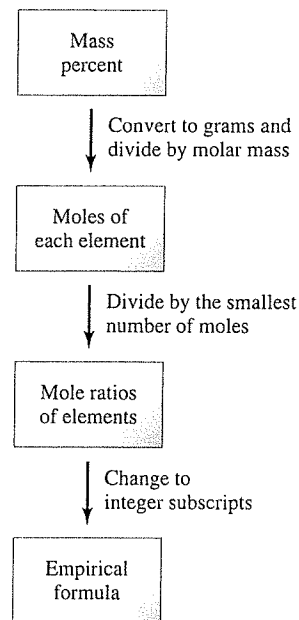 Mass
percent
Convert to grams and
divide by molar mass
Moles of
each element
Divide by the smallest
number of moles
Mole ratios
of elements
Change to
integer subscripts
Empirical
formula